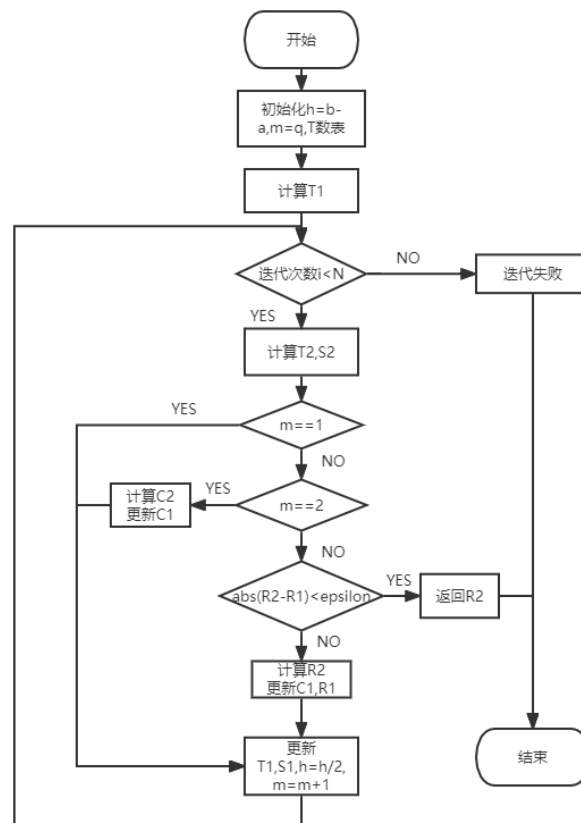 开始
初始化h=b-
a,m=q,T数表
计算T1
迭代次数i<N
NO
迭代失败
YES
计算T2,S2
YES
m==1
NO
计算C2
更新C1
YES
m==2
NO
abs(R2-R1)<epsilon
YES
返回R2
NO
计算R2
更新C1,R1
更新
T1,S1,h=h/2,
m=m+1
结束